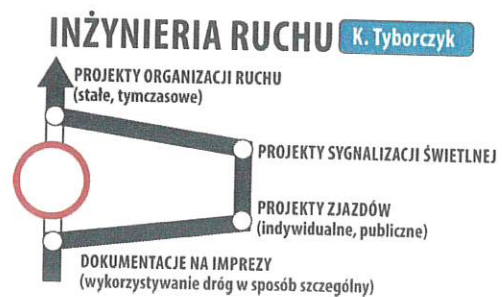 INŻYNIERIA RUCHU K. Tyborczyk
PROJEKTY ORGANIZACJI RUCHU
(stałe, tymczasowe)
PROJEKTY SYGNALIZACJI ŚWIETLNEJ
PROJEKTY ZJAZDÓW
(indywidualne, publiczne)
DOKUMENTACJE NA IMPREZY
(wykorzystywanie dróg w sposób szczególny)